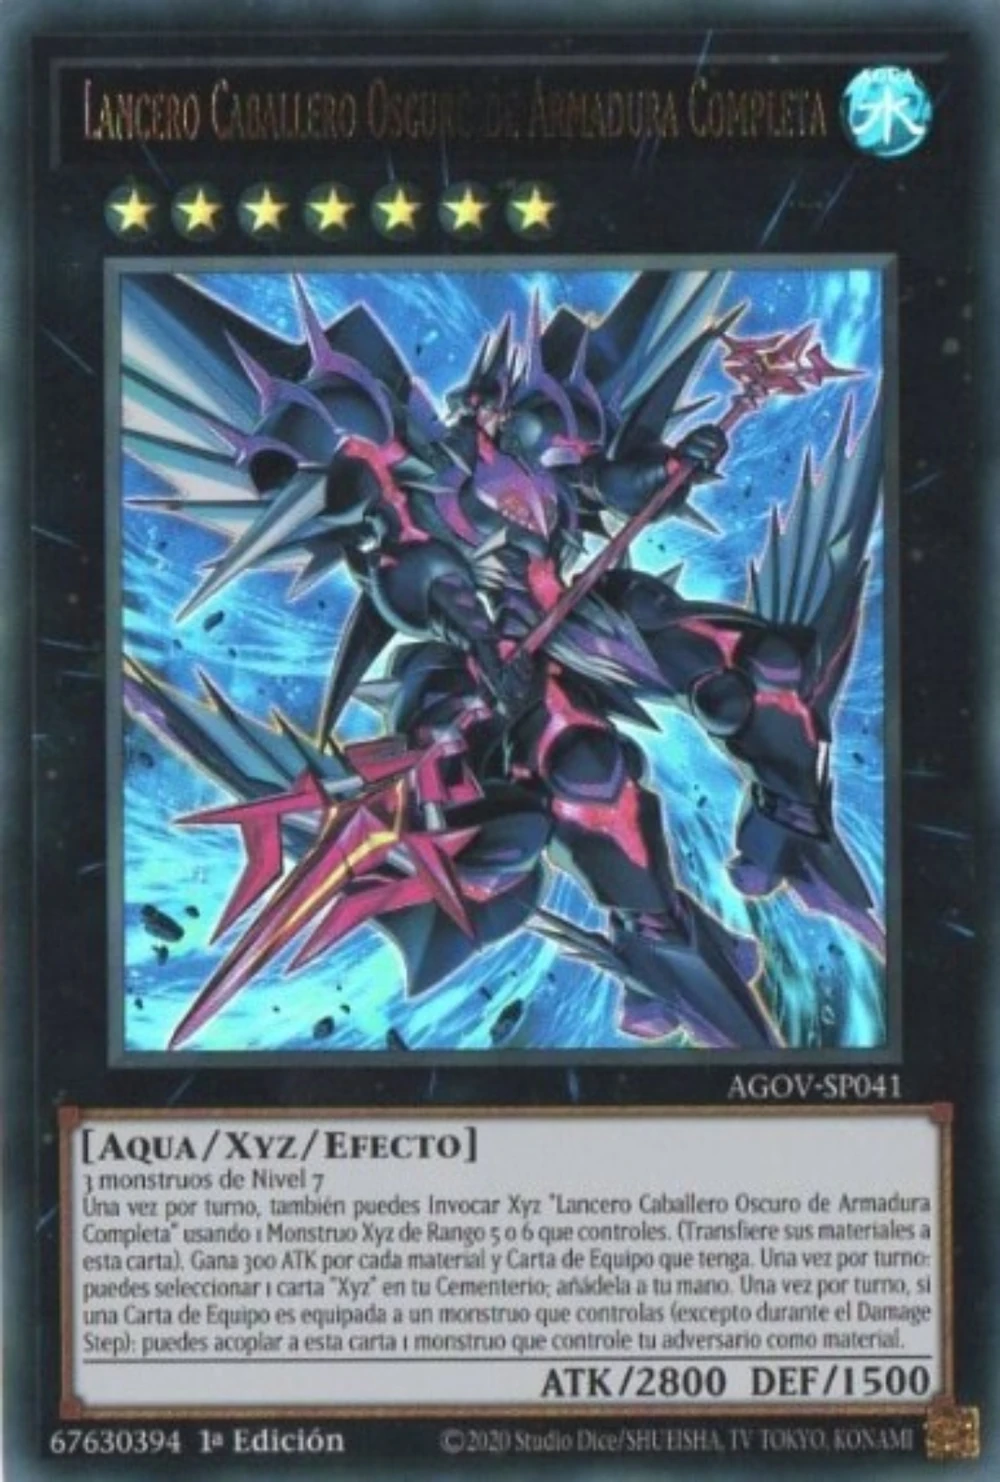 Lancero Caballero Oscuro de Armadura Completa
AGUA
水
AGOV-SP041
[Aqua/Xyz/Efecto]
3 monstruos de Nivel 7
Una vez por turno, también puedes Invocar Xyz "Lancero Caballero Oscuro de Armadura
Completa" usando 1 Monstruo Xyz de Rango 5 o 6 que controles. (Transfiere sus materiales a
esta carta). Gana 300 ATK por cada material y Carta de Equipo que tenga. Una vez por turno:
puedes seleccionar 1 carta "Xyz" en tu Cementerio; añádela a tu mano. Una vez por turno, si
una Carta de Equipo es equipada a un monstruo que controlas (excepto durante el Damage
Step): puedes acoplar a esta carta 1 monstruo que controle tu adversario como material.
ATK/2800 DEF/1500
67630394 1ª Edición ©2020 Studio Dice/SHUEISHA, TV TOKYO, KONAMI